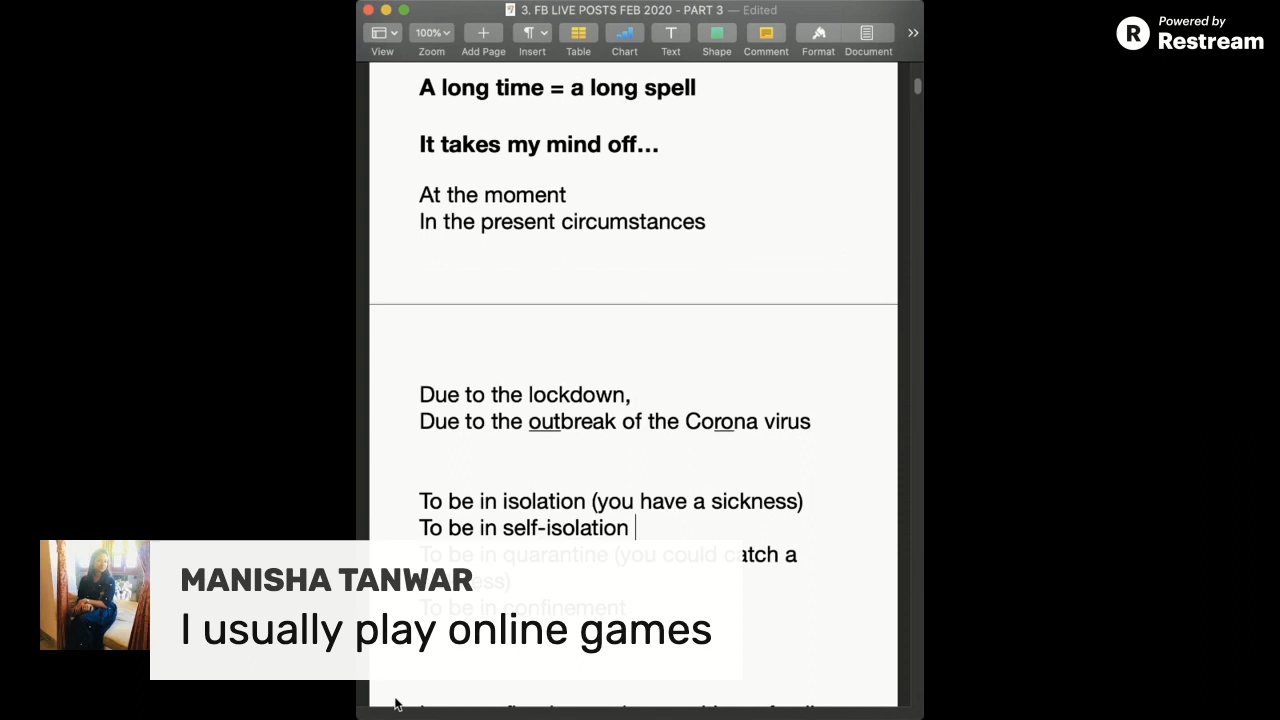 3. FB LIVE POSTS FEB 2020 - PART 3 — Edited
Powered by
Restream
100%
View Zoom Add Page Insert Table Chart Text Shape Comment Format Document
A long time = a long spell
It takes my mind off...
At the moment
In the present circumstances
Due to the lockdown,
Due to the outbreak of the Corona virus
To be in isolation (you have a sickness)
To be in self-isolation
To be in quarantine (you could catch a
To be in confinement
MANISHA TANWAR
I usually play online games